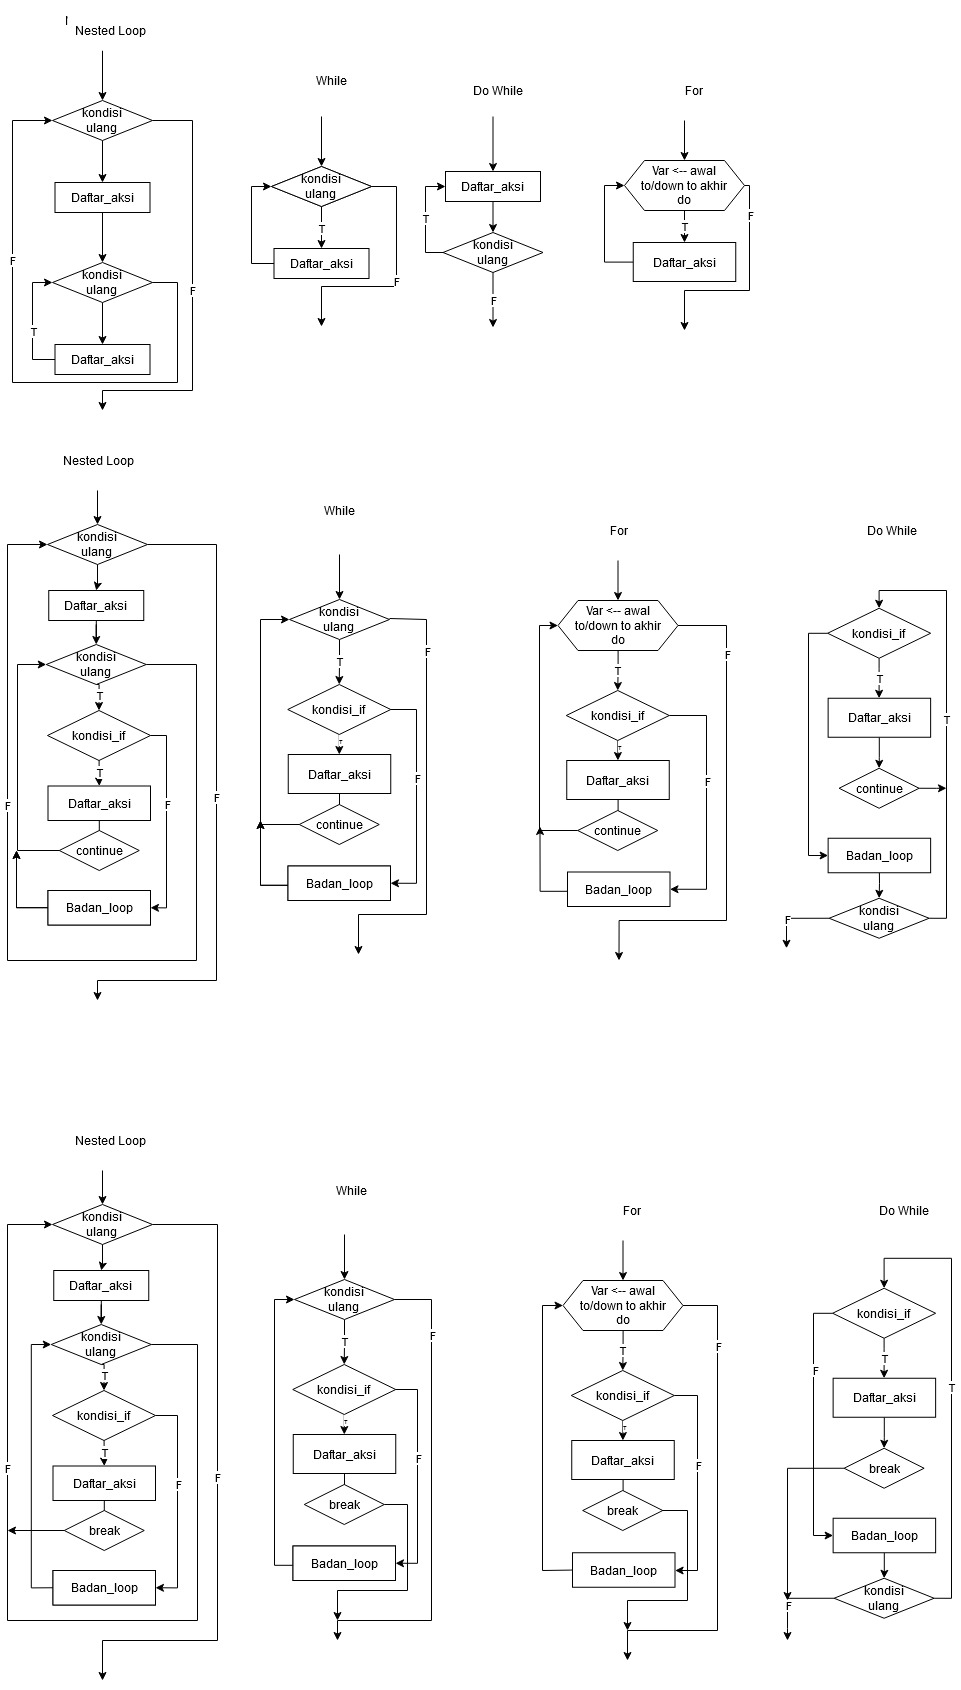 Nested Loop
kondisi
ulang
Daftar_aksi
kondisi
ulang
Daftar_aksi
F
T
F
While
kondisi
ulang
T
Daftar_aksi
F
Do While
Daftar_aksi
T
kondisi
ulang
F
For
Var <-- awal
to/down to akhir
do
T
F
Daftar_aksi
Nested Loop
kondisi
ulang
Daftar_aksi
kondisi
ulang
T
kondisi_if
T
Daftar_aksi
F
F
F
continue
Badan_loop
While
kondisi
ulang
T
F
kondisi_if
T
Daftar_aksi
F
continue
Badan_loop
For
Var <-- awal
to/down to akhir
do
T
F
kondisi_if
T
Daftar_aksi
F
continue
Badan_loop
Do While
kondisi_if
T
Daftar_aksi
T
continue
Badan_loop
kondisi
ulang
F
Nested Loop
kondisi
ulang
Daftar_aksi
kondisi
ulang
T
kondisi_if
T
F
F
F
Daftar_aksi
break
Badan_loop
While
kondisi
ulang
T
F
kondisi_if
T
Daftar_aksi
F
break
Badan_loop
For
Var <-- awal
to/down to akhir
do
T
F
kondisi_if
T
Daftar_aksi
F
break
Badan_loop
Do While
kondisi_if
T
F
Daftar_aksi
T
break
Badan_loop
kondisi
ulang
F